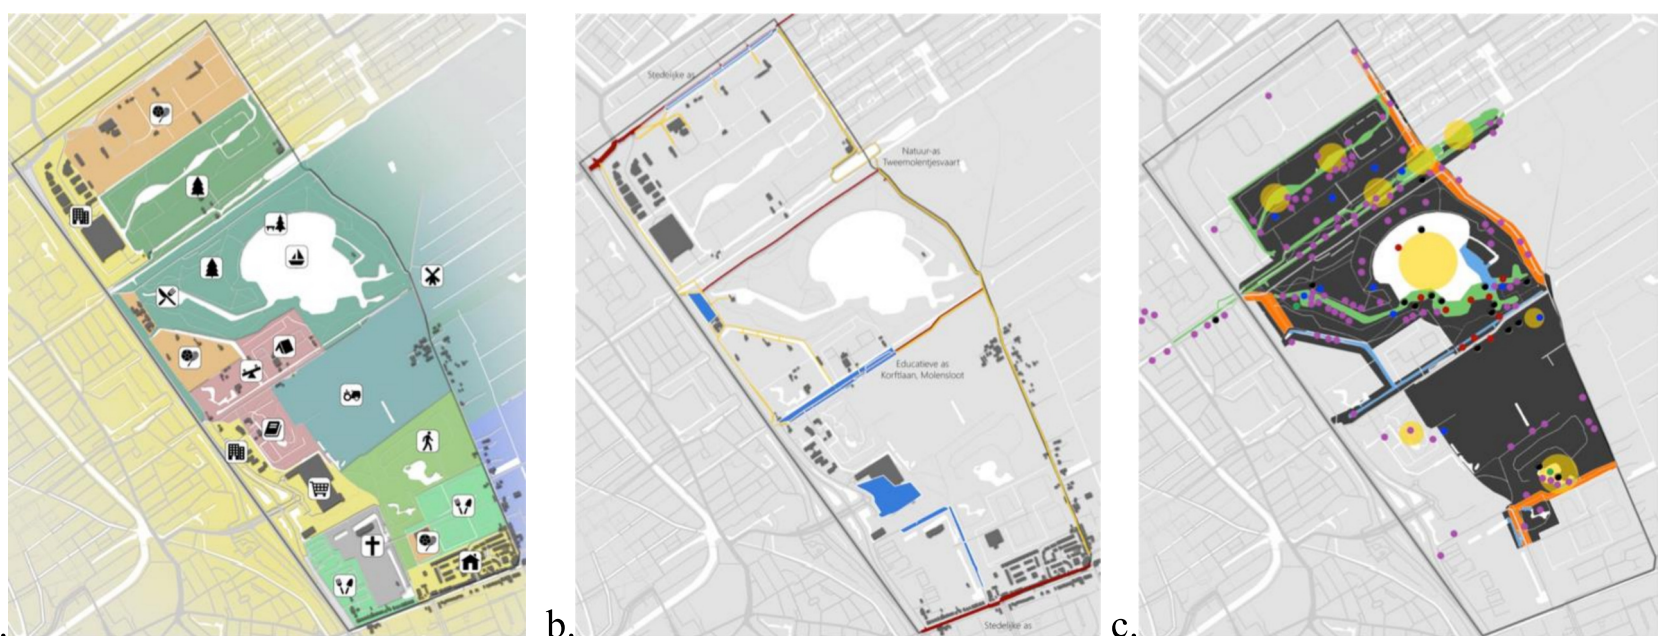 .
b.
Stedelijke as
Natuur-as
Tweemolentjesvaart
Educatieve as
Korftlaan, Molensloot
Stedelijke as
c.